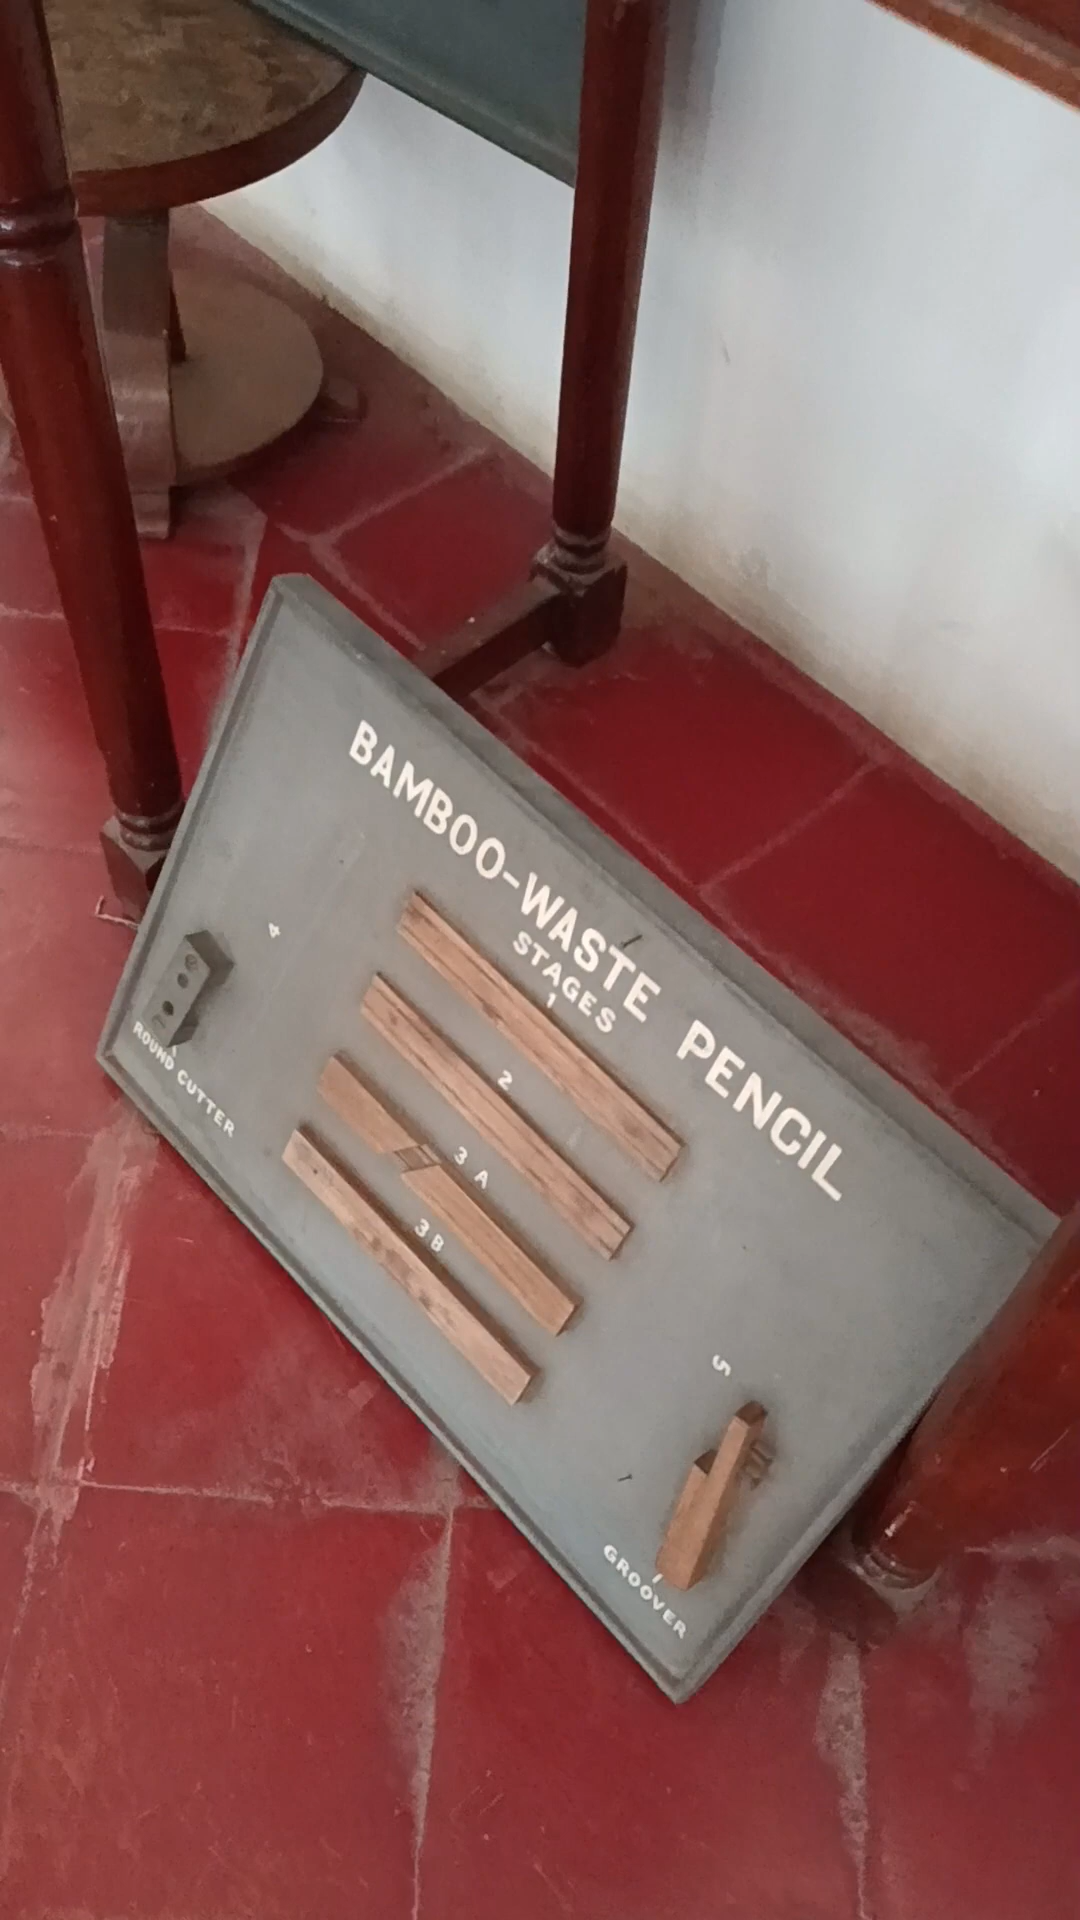 BAMBOO-WASTE PENCIL
STAGES
1
2
3 A
3 B
4
ROUND CUTTER
5
GROOVER